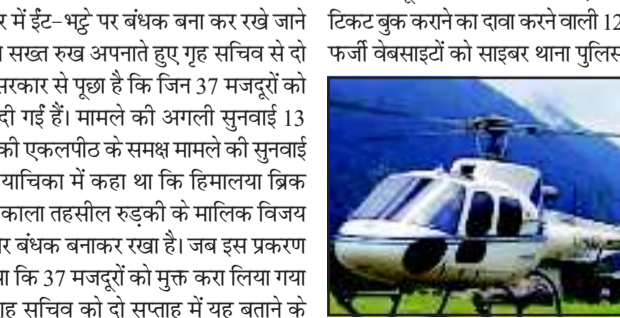 र में ईंट-भट्ठे पर बंधक बना कर रखे जाने
सख्त रुख अपनाते हुए गृह सचिव से दो
सरकार से पूछा है कि जिन 37 मजदूरों को
दी गईं हैं। मामले की अगली सुनवाई 13
की एकलपीठ के समक्ष मामले की सुनवाई
याचिका में कहा था कि हिमालया ब्रिक
काला तहसील रुड़की के मालिक विजय
र बंधक बनाकर रखा है। जब इस प्रकरण
या कि 37 मजदूरों को मुक्त करा लिया गया
गृह सचिव को दो सप्ताह में यह बताने के
टिकट बुक कराने का दावा करने वाली 12
फर्जी वेबसाइटों को साइबर थाना पुलिस